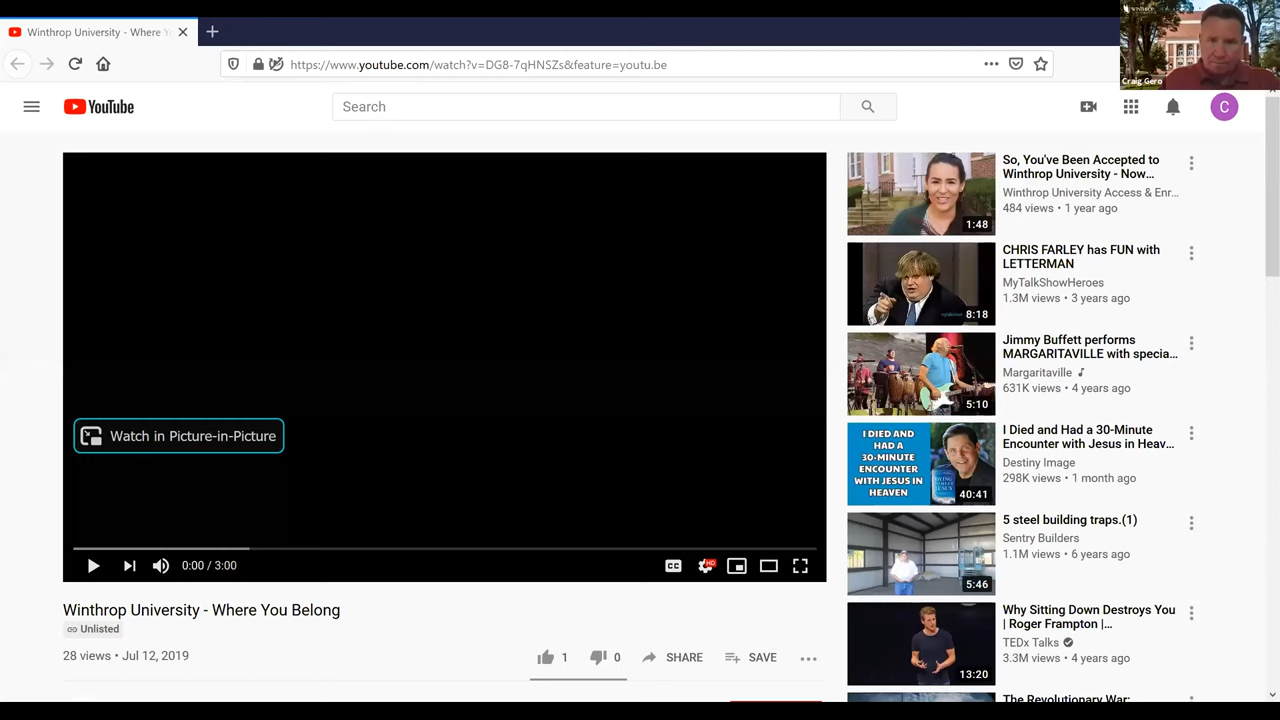 Winthrop University - Where Y
WINTHROP
Craig Gero
https://www.youtube.com/watch?v=DG8-7qHNSZs&feature=youtu.be
YouTube
Search
C
So, You've Been Accepted to
Winthrop University - Now…
Winthrop University Access & Enr…
484 views • 1 year ago
1:48
CHRIS FARLEY has FUN with
LETTERMAN
MyTalkShowHeroes
1.3M views • 3 years ago
8:18
Jimmy Buffett performs
MARGARITAVILLE with specia…
Margaritaville
631K views • 4 years ago
5:10
I DIED AND
HAD A
30-MINUTE
ENCOUNTER
WITH JESUS IN
HEAVEN
40:41
I Died and Had a 30-Minute
Encounter with Jesus in Heav…
Destiny Image
298K views • 1 month ago
5 steel building traps.(1)
Sentry Builders
1.1M views • 6 years ago
5:46
Why Sitting Down Destroys You
| Roger Frampton |…
TEDx Talks
3.3M views • 4 years ago
13:20
The Revolutionary War:
Watch in Picture-in-Picture
0:00 / 3:00
CC
HD
Winthrop University - Where You Belong
Unlisted
28 views • Jul 12, 2019
1
0
SHARE
SAVE